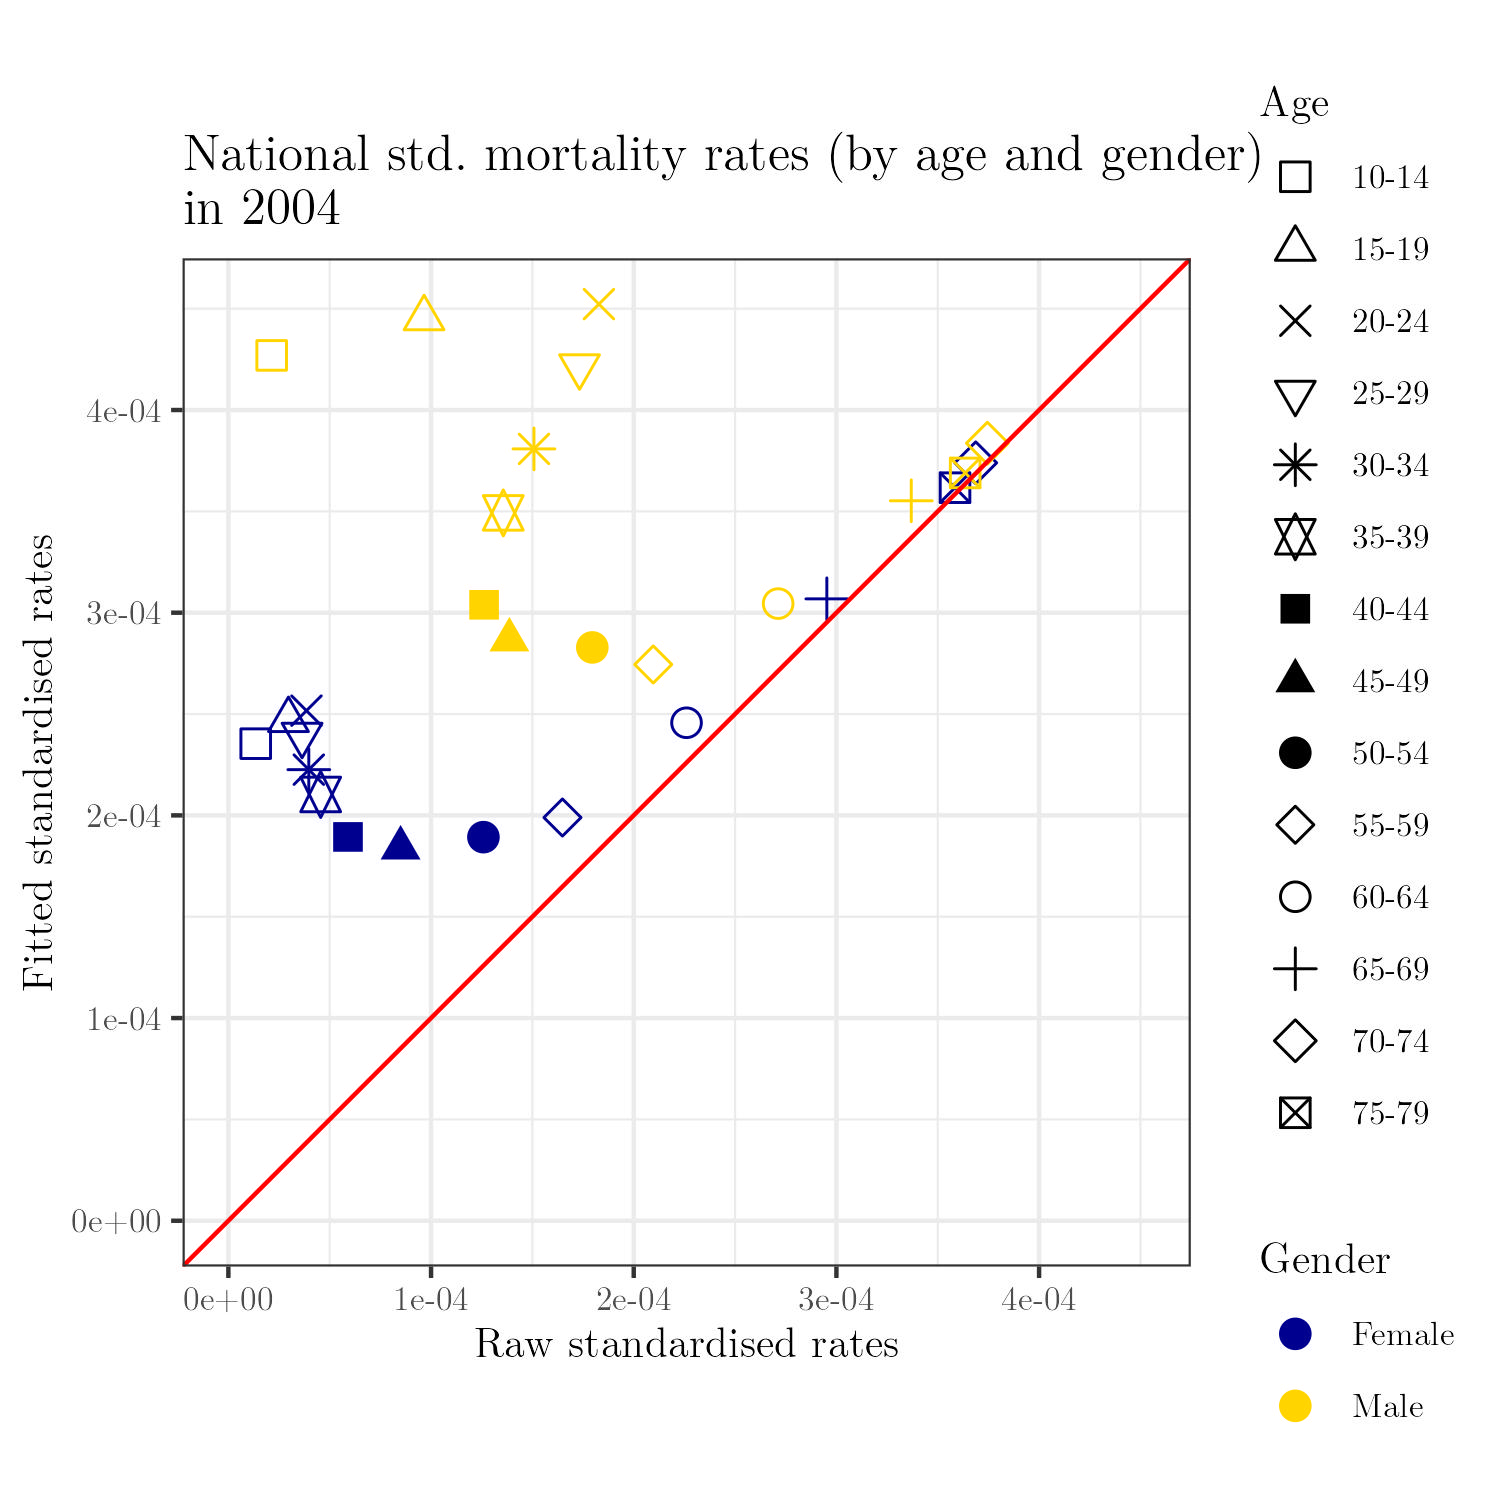 National std. mortality rates (by age and gender)
in 2004
Fitted standardised rates
4e-04
3e-04
2e-04
1e-04
0e+00
0e+00
1e-04
2e-04
3e-04
4e-04
Raw standardised rates
Age
10-14
15-19
20-24
25-29
30-34
35-39
40-44
45-49
50-54
55-59
60-64
65-69
70-74
75-79
Gender
Female
Male